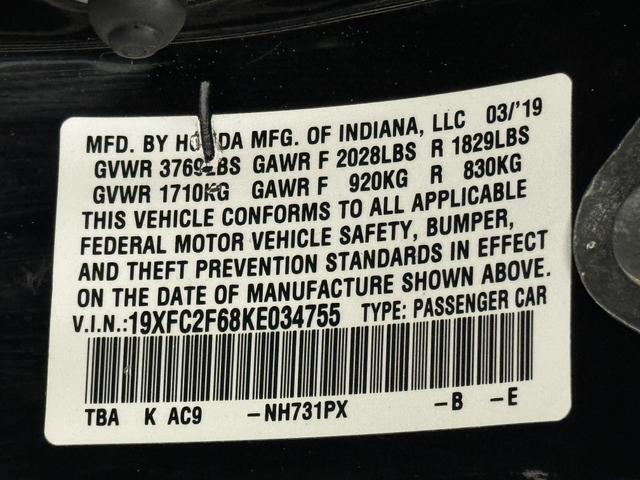 MFD. BY HONDA MFG. OF INDIANA, LLC 03/'19
GVWR 3769LBS GAWR F 2028LBS R 1829LBS
GVWR 1710KG GAWR F 920KG R 830KG
THIS VEHICLE CONFORMS TO ALL APPLICABLE
FEDERAL MOTOR VEHICLE SAFETY, BUMPER,
AND THEFT PREVENTION STANDARDS IN EFFECT
ON THE DATE OF MANUFACTURE SHOWN ABOVE.
V.I.N.:19XFC2F68KE034755 TYPE: PASSENGER CAR
TBA K AC9 -NH731PX -B -E